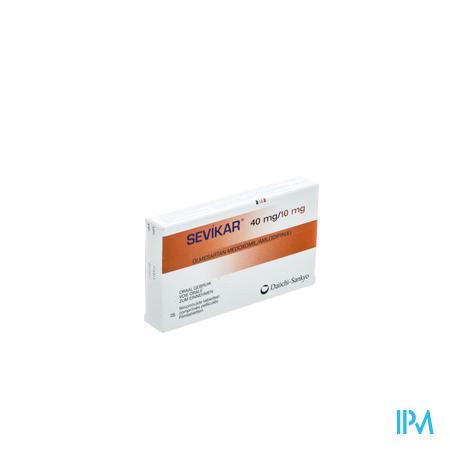 SEVIKAR® 40 mg/10 mg
OLMESARTAN MEDOXOMIL/AMLODIPIN(E)
ORAAL GEBRUIK
VOIE ORALE
ZUM EINNEHMEN
filmomhulde tabletten
28 comprimés pelliculés
Filmtabletten
Daiichi-Sankyo
IPM